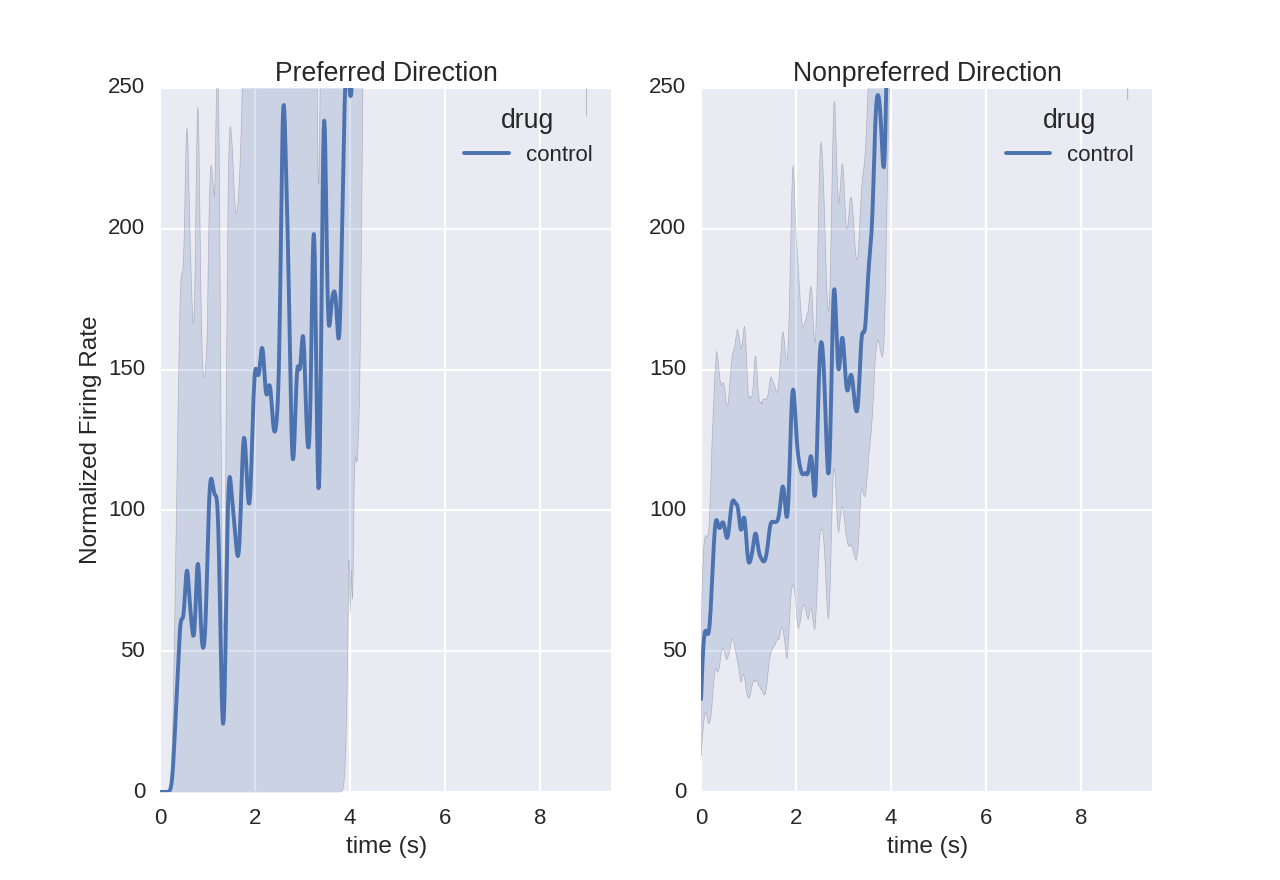 Preferred Direction
250
200
150
100
50
0
Normalized Firing Rate
drug
control
0 2 4 6 8
time (s)
Nonpreferred Direction
250
200
150
100
50
0
drug
control
0 2 4 6 8
time (s)